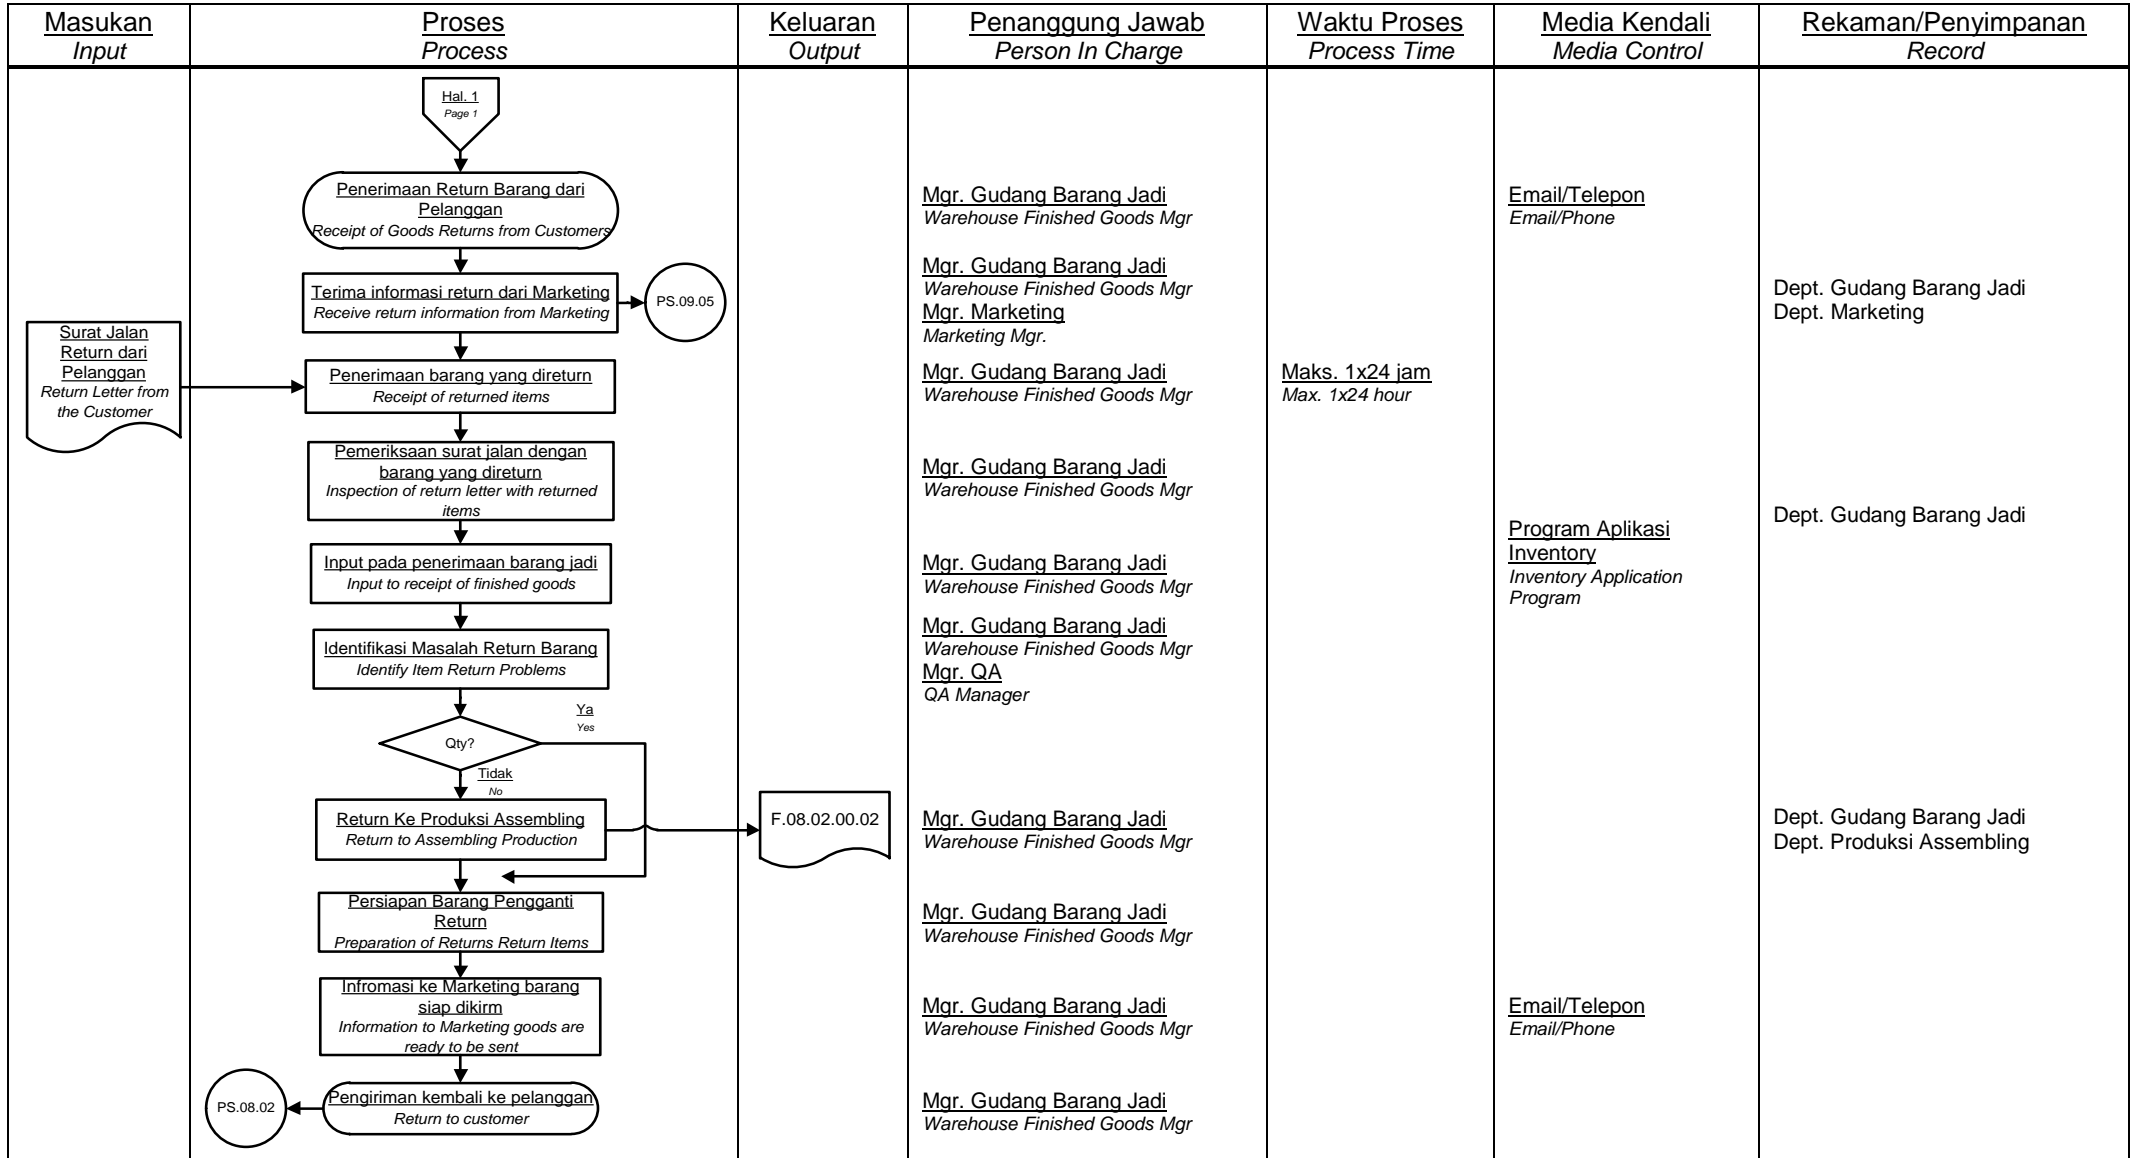 Masukan
Input
Proses
Process
Keluaran
Output
Penanggung Jawab
Person In Charge
Waktu Proses
Process Time
Media Kendali
Media Control
Rekaman/Penyimpanan
Record
Hal. 1
Page 1
Penerimaan Return Barang dari
Pelanggan
Receipt of Goods Returns from Customers
Mgr. Gudang Barang Jadi
Warehouse Finished Goods Mgr
Email/Telepon
Email/Phone
Terima informasi return dari Marketing
Receive return information from Marketing
PS.09.05
Mgr. Gudang Barang Jadi
Warehouse Finished Goods Mgr
Mgr. Marketing
Marketing Mgr.
Dept. Gudang Barang Jadi
Dept. Marketing
Surat Jalan
Return dari
Pelanggan
Return Letter from
the Customer
Penerimaan barang yang direturn
Receipt of returned items
Mgr. Gudang Barang Jadi
Warehouse Finished Goods Mgr
Maks. 1x24 jam
Max. 1x24 hour
Pemeriksaan surat jalan dengan
barang yang direturn
Inspection of return letter with returned
items
Mgr. Gudang Barang Jadi
Warehouse Finished Goods Mgr
Dept. Gudang Barang Jadi
Input pada penerimaan barang jadi
Input to receipt of finished goods
Mgr. Gudang Barang Jadi
Warehouse Finished Goods Mgr
Program Aplikasi
Inventory
Inventory Application
Program
Identifikasi Masalah Return Barang
Identify Item Return Problems
Mgr. Gudang Barang Jadi
Warehouse Finished Goods Mgr
Mgr. QA
QA Manager
Ya
Yes
Qty?
Tidak
No
Return Ke Produksi Assembling
Return to Assembling Production
F.08.02.00.02
Mgr. Gudang Barang Jadi
Warehouse Finished Goods Mgr
Dept. Gudang Barang Jadi
Dept. Produksi Assembling
Persiapan Barang Pengganti
Return
Preparation of Returns Return Items
Mgr. Gudang Barang Jadi
Warehouse Finished Goods Mgr
Infromasi ke Marketing barang
siap dikirm
Information to Marketing goods are
ready to be sent
Mgr. Gudang Barang Jadi
Warehouse Finished Goods Mgr
Email/Telepon
Email/Phone
PS.08.02
Pengiriman kembali ke pelanggan
Return to customer
Mgr. Gudang Barang Jadi
Warehouse Finished Goods Mgr